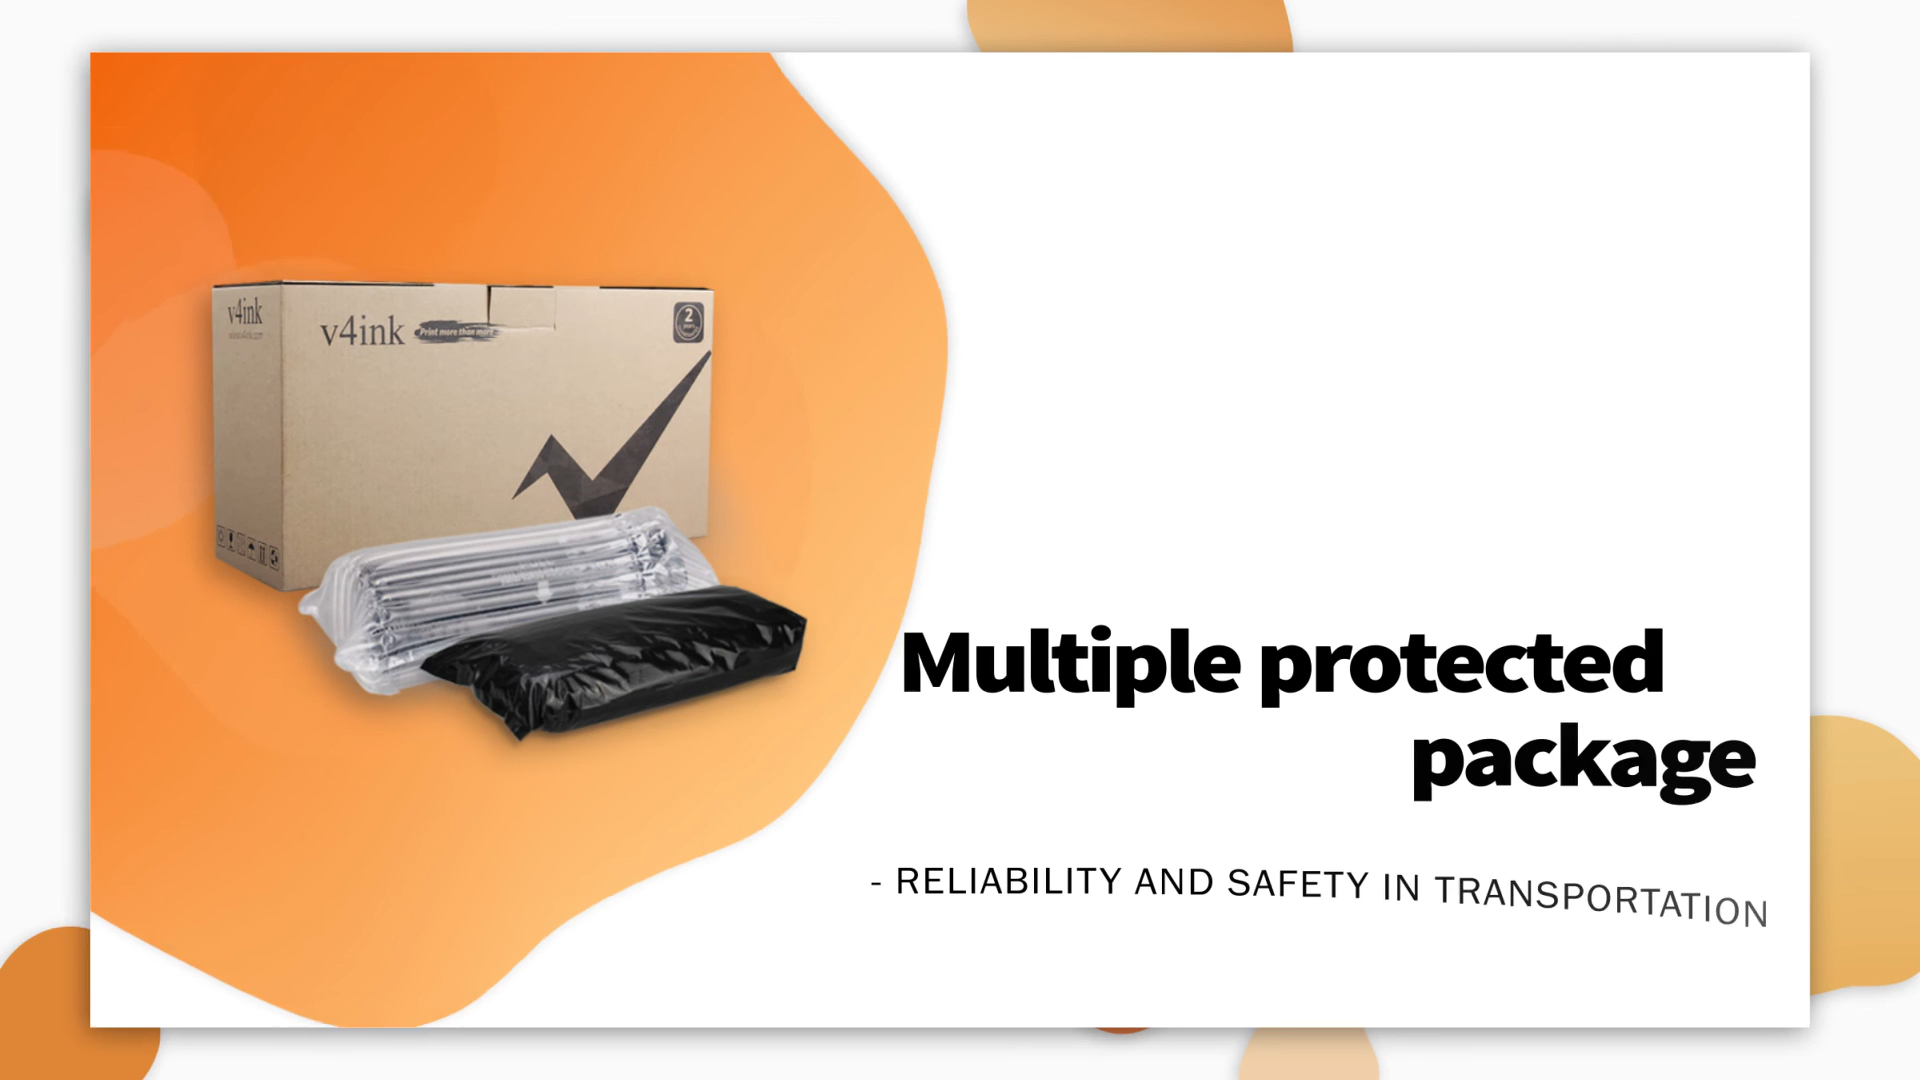 v4ink
v4ink
Print more than more
2
Multiple protected
package
- RELIABILITY AND SAFETY IN TRANSPORTATION